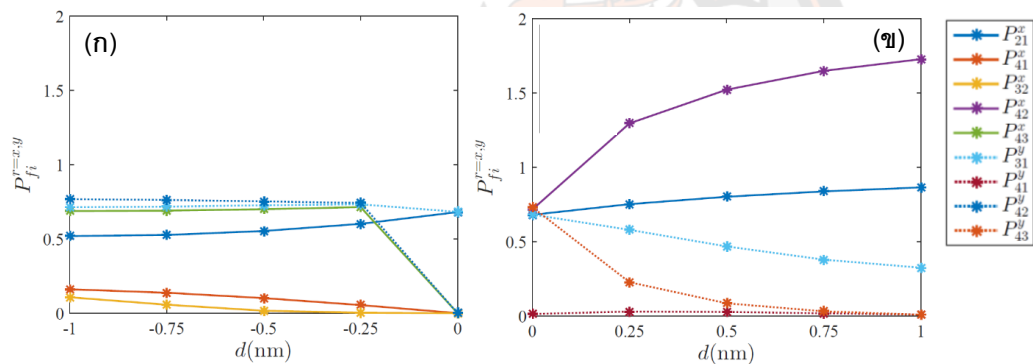 (ก)
2
1.5
1
0.5
0
-1 -0.75 -0.5 -0.25 0
d(nm)
P_{fi}^{r=x,y}
(ข)
2
1.5
1
0.5
0
0 0.25 0.5 0.75 1
d(nm)
P_{fi}^{r=x,y}
P_{21}^{x}
P_{41}^{x}
P_{32}^{x}
P_{42}^{x}
P_{43}^{x}
P_{31}^{y}
P_{41}^{y}
P_{42}^{y}
P_{43}^{y}